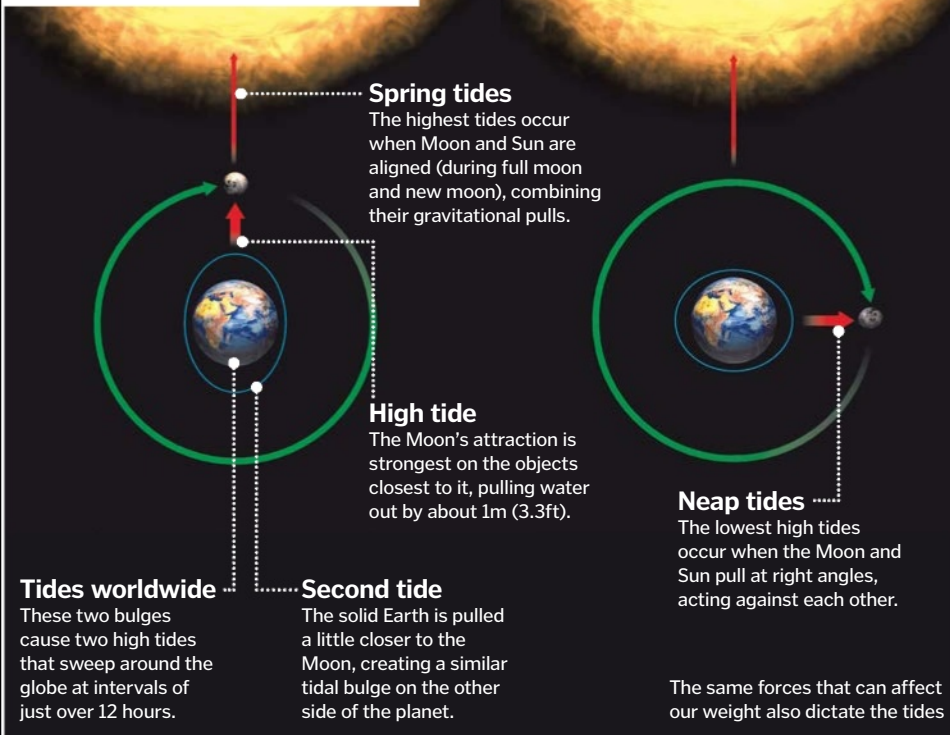 Spring tides
The highest tides occur
when Moon and Sun are
aligned (during full moon
and new moon), combining
their gravitational pulls.
High tide
The Moon's attraction is
strongest on the objects
closest to it, pulling water
out by about 1m (3.3ft).
Tides worldwide
These two bulges
cause two high tides
that sweep around the
globe at intervals of
just over 12 hours.
Second tide
The solid Earth is pulled
a little closer to the
Moon, creating a similar
tidal bulge on the other
side of the planet.
Neap tides
The lowest high tides
occur when the Moon and
Sun pull at right angles,
acting against each other.
The same forces that can affect
our weight also dictate the tides